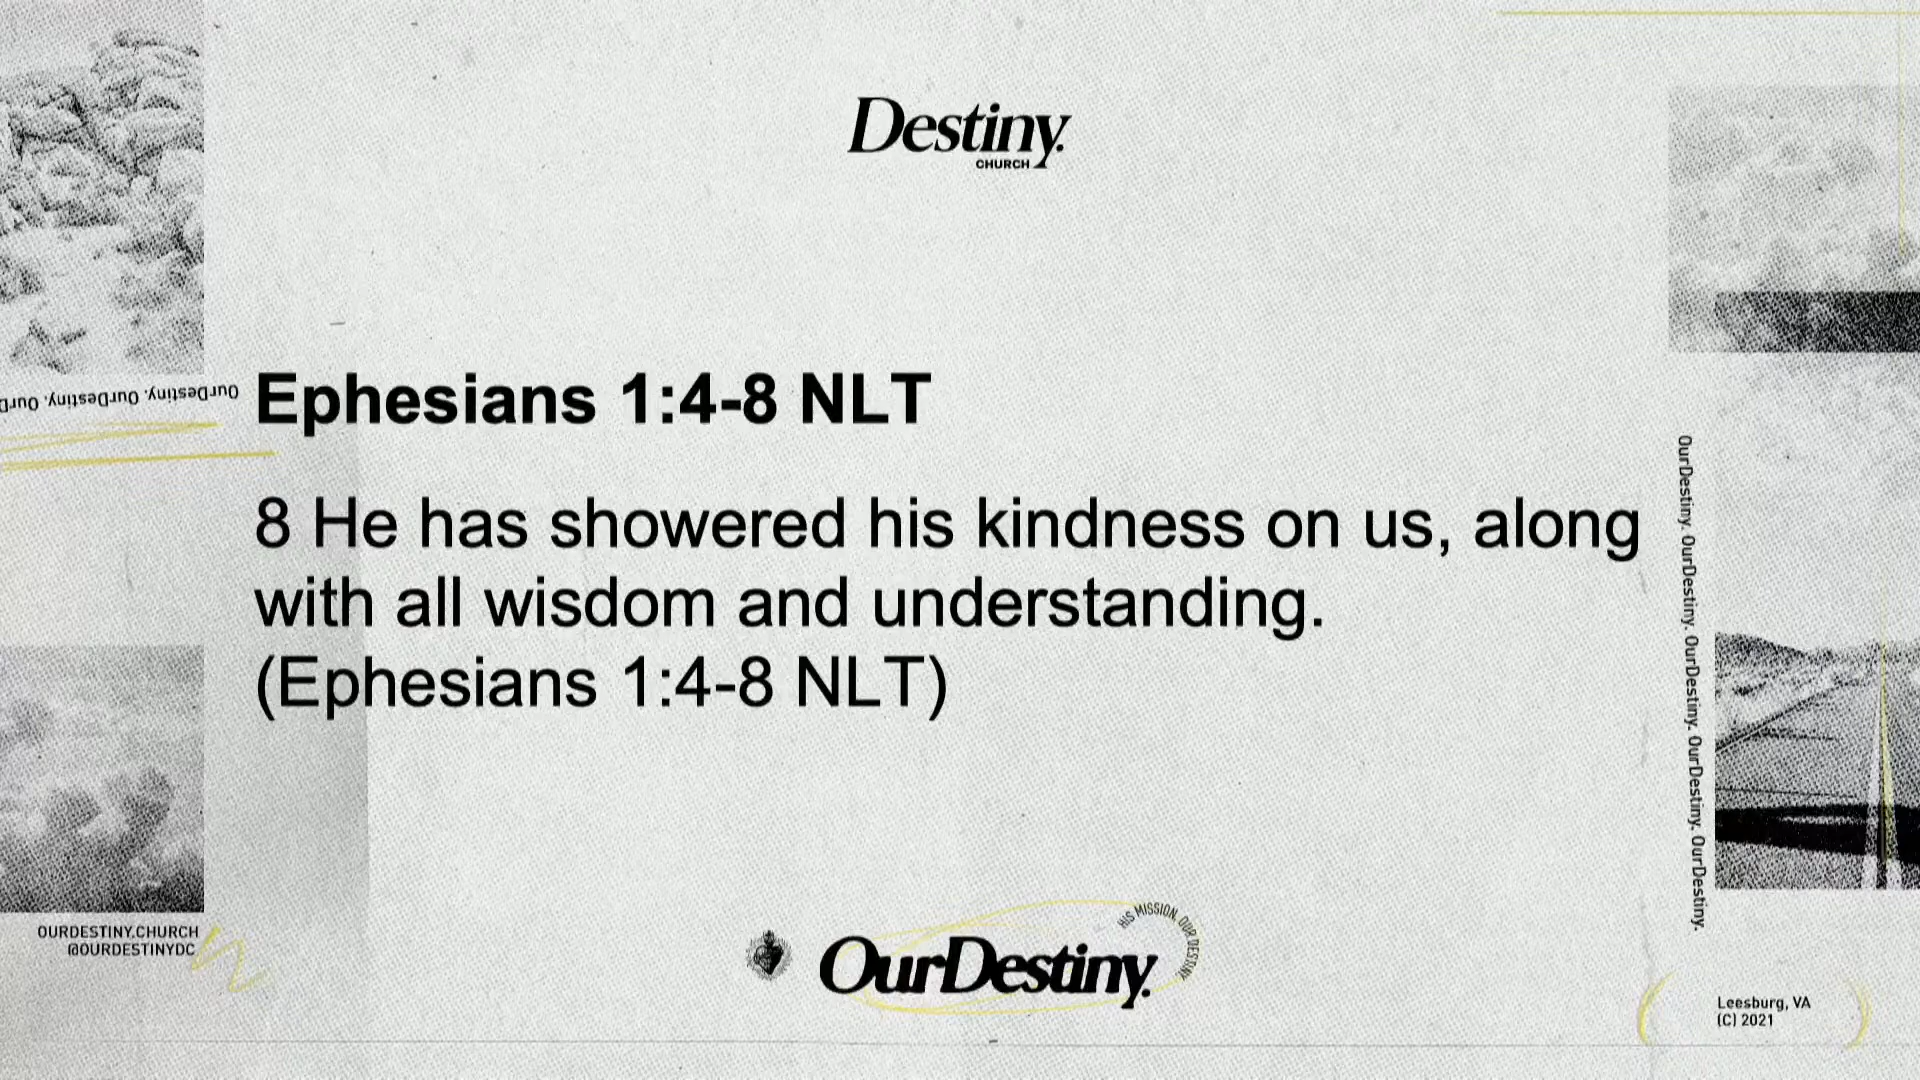 Destiny.
CHURCH
OurDestiny. OurDestiny. OurD
Ephesians 1:4-8 NLT
8 He has showered his kindness on us, along
with all wisdom and understanding.
(Ephesians 1:4-8 NLT)
OurDestiny. OurDestiny. OurDestiny. OurDestiny. OurDestiny.
OURDESTINY.CHURCH
@OURDESTINYDC
HIS MISSION. OUR DESTINY.
OurDestiny.
Leesburg, VA
(C) 2021